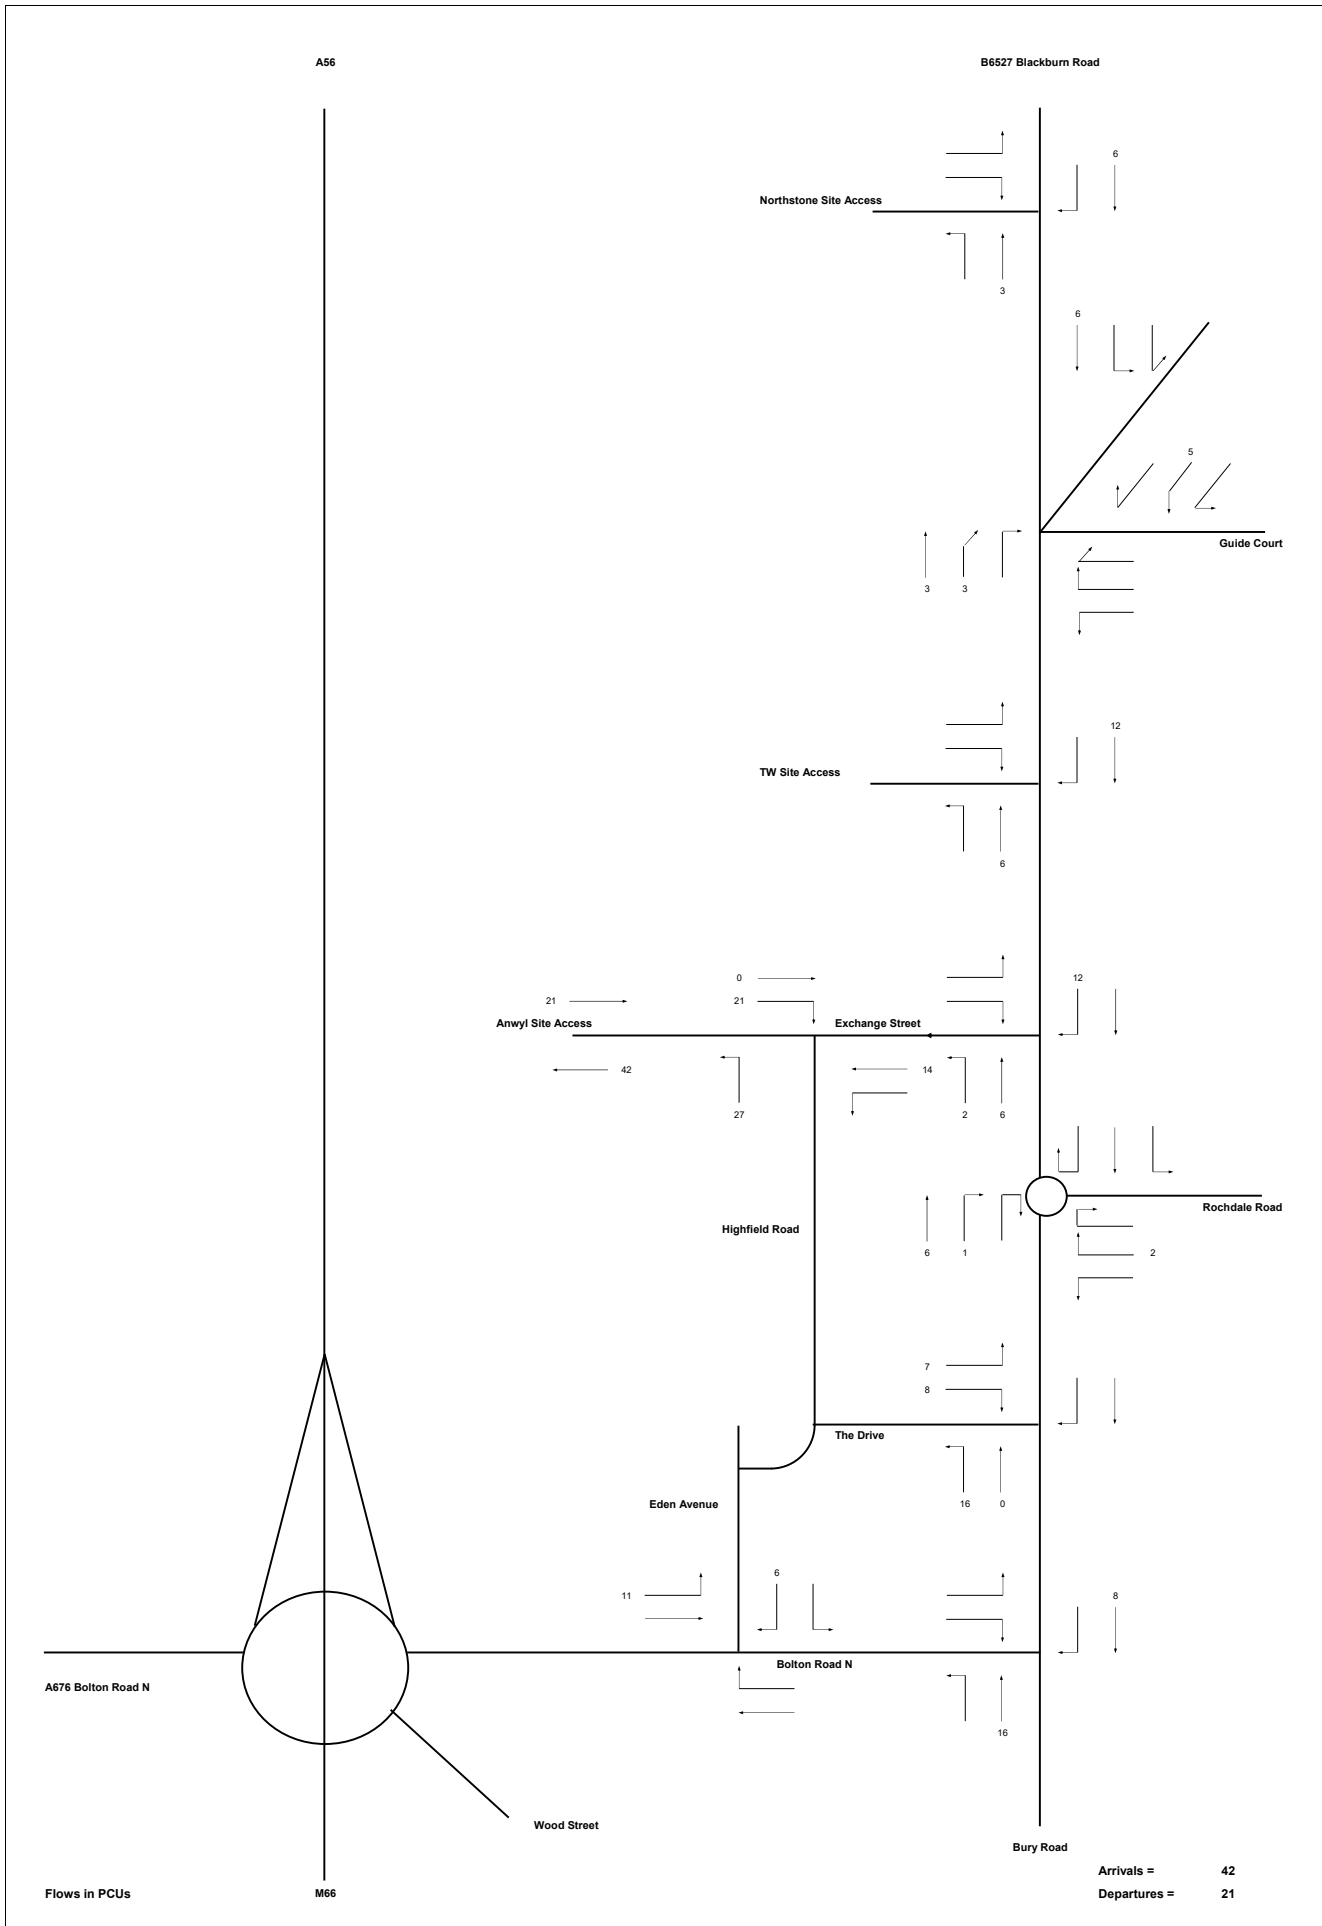 A56
B6527 Blackburn Road
6
Northstone Site Access
3
6
5
Guide Court
3 3
12
TW Site Access
6
0 12
21 21
Anwyl Site Access Exchange Street
42 14
27 2 6
Rochdale Road
Highfield Road
6 1 2
7
8
The Drive
16 0
Eden Avenue
6
11 8
Bolton Road N
A676 Bolton Road N
16
Wood Street
Bury Road
Arrivals = 42
Flows in PCUs M66 Departures = 21